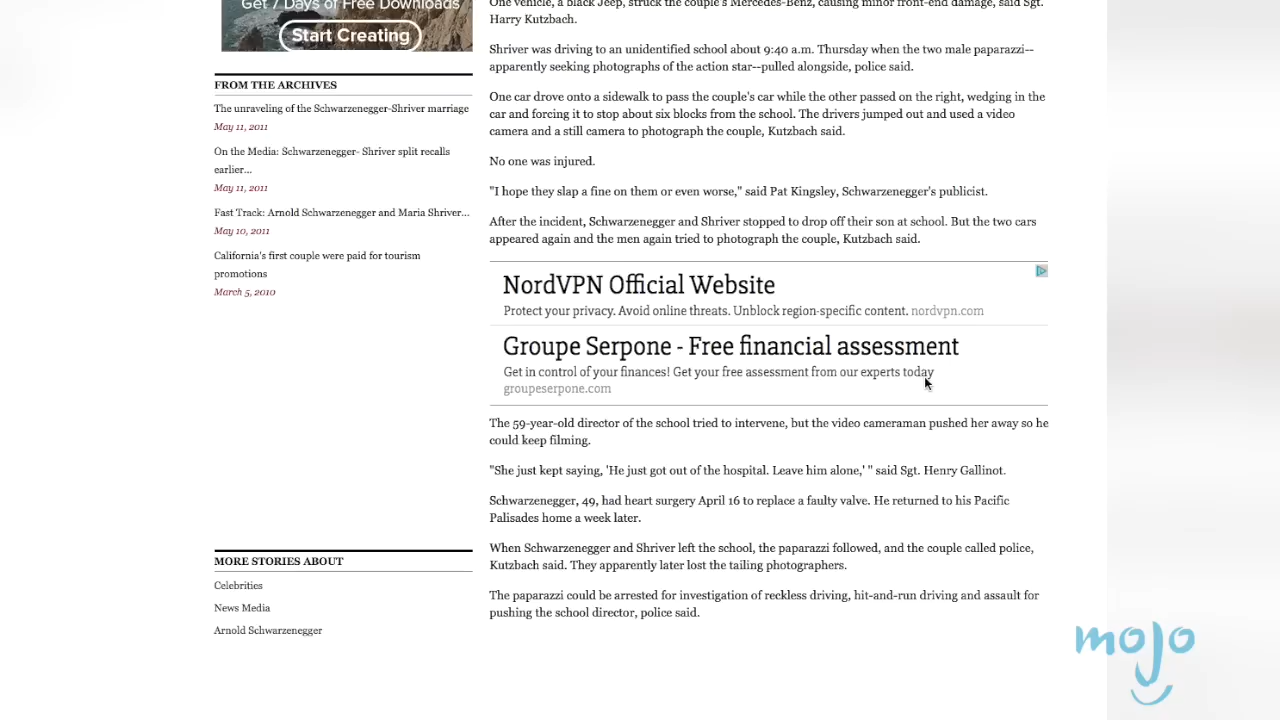 Get 7 Days of Free Downloads
Start Creating
FROM THE ARCHIVES
The unraveling of the Schwarzenegger-Shriver marriage
May 11, 2011
On the Media: Schwarzenegger- Shriver split recalls
earlier...
May 11, 2011
Fast Track: Arnold Schwarzenegger and Maria Shriver...
May 10, 2011
California's first couple were paid for tourism
promotions
March 5, 2010
MORE STORIES ABOUT
Celebrities
News Media
Arnold Schwarzenegger
One vehicle, a black Jeep, struck the couple's Mercedes-Benz, causing minor front-end damage, said Sgt.
Harry Kutzbach.
Shriver was driving to an unidentified school about 9:40 a.m. Thursday when the two male paparazzi--
apparently seeking photographs of the action star--pulled alongside, police said.
One car drove onto a sidewalk to pass the couple's car while the other passed on the right, wedging in the
car and forcing it to stop about six blocks from the school. The drivers jumped out and used a video
camera and a still camera to photograph the couple, Kutzbach said.
No one was injured.
"I hope they slap a fine on them or even worse," said Pat Kingsley, Schwarzenegger's publicist.
After the incident, Schwarzenegger and Shriver stopped to drop off their son at school. But the two cars
appeared again and the men again tried to photograph the couple, Kutzbach said.
NordVPN Official Website
Protect your privacy. Avoid online threats. Unblock region-specific content. nordvpn.com
Groupe Serpone - Free financial assessment
Get in control of your finances! Get your free assessment from our experts today
groupeserpone.com
The 59-year-old director of the school tried to intervene, but the video cameraman pushed her away so he
could keep filming.
"She just kept saying, 'He just got out of the hospital. Leave him alone,' " said Sgt. Henry Gallinot.
Schwarzenegger, 49, had heart surgery April 16 to replace a faulty valve. He returned to his Pacific
Palisades home a week later.
When Schwarzenegger and Shriver left the school, the paparazzi followed, and the couple called police,
Kutzbach said. They apparently later lost the tailing photographers.
The paparazzi could be arrested for investigation of reckless driving, hit-and-run driving and assault for
pushing the school director, police said.
mojo